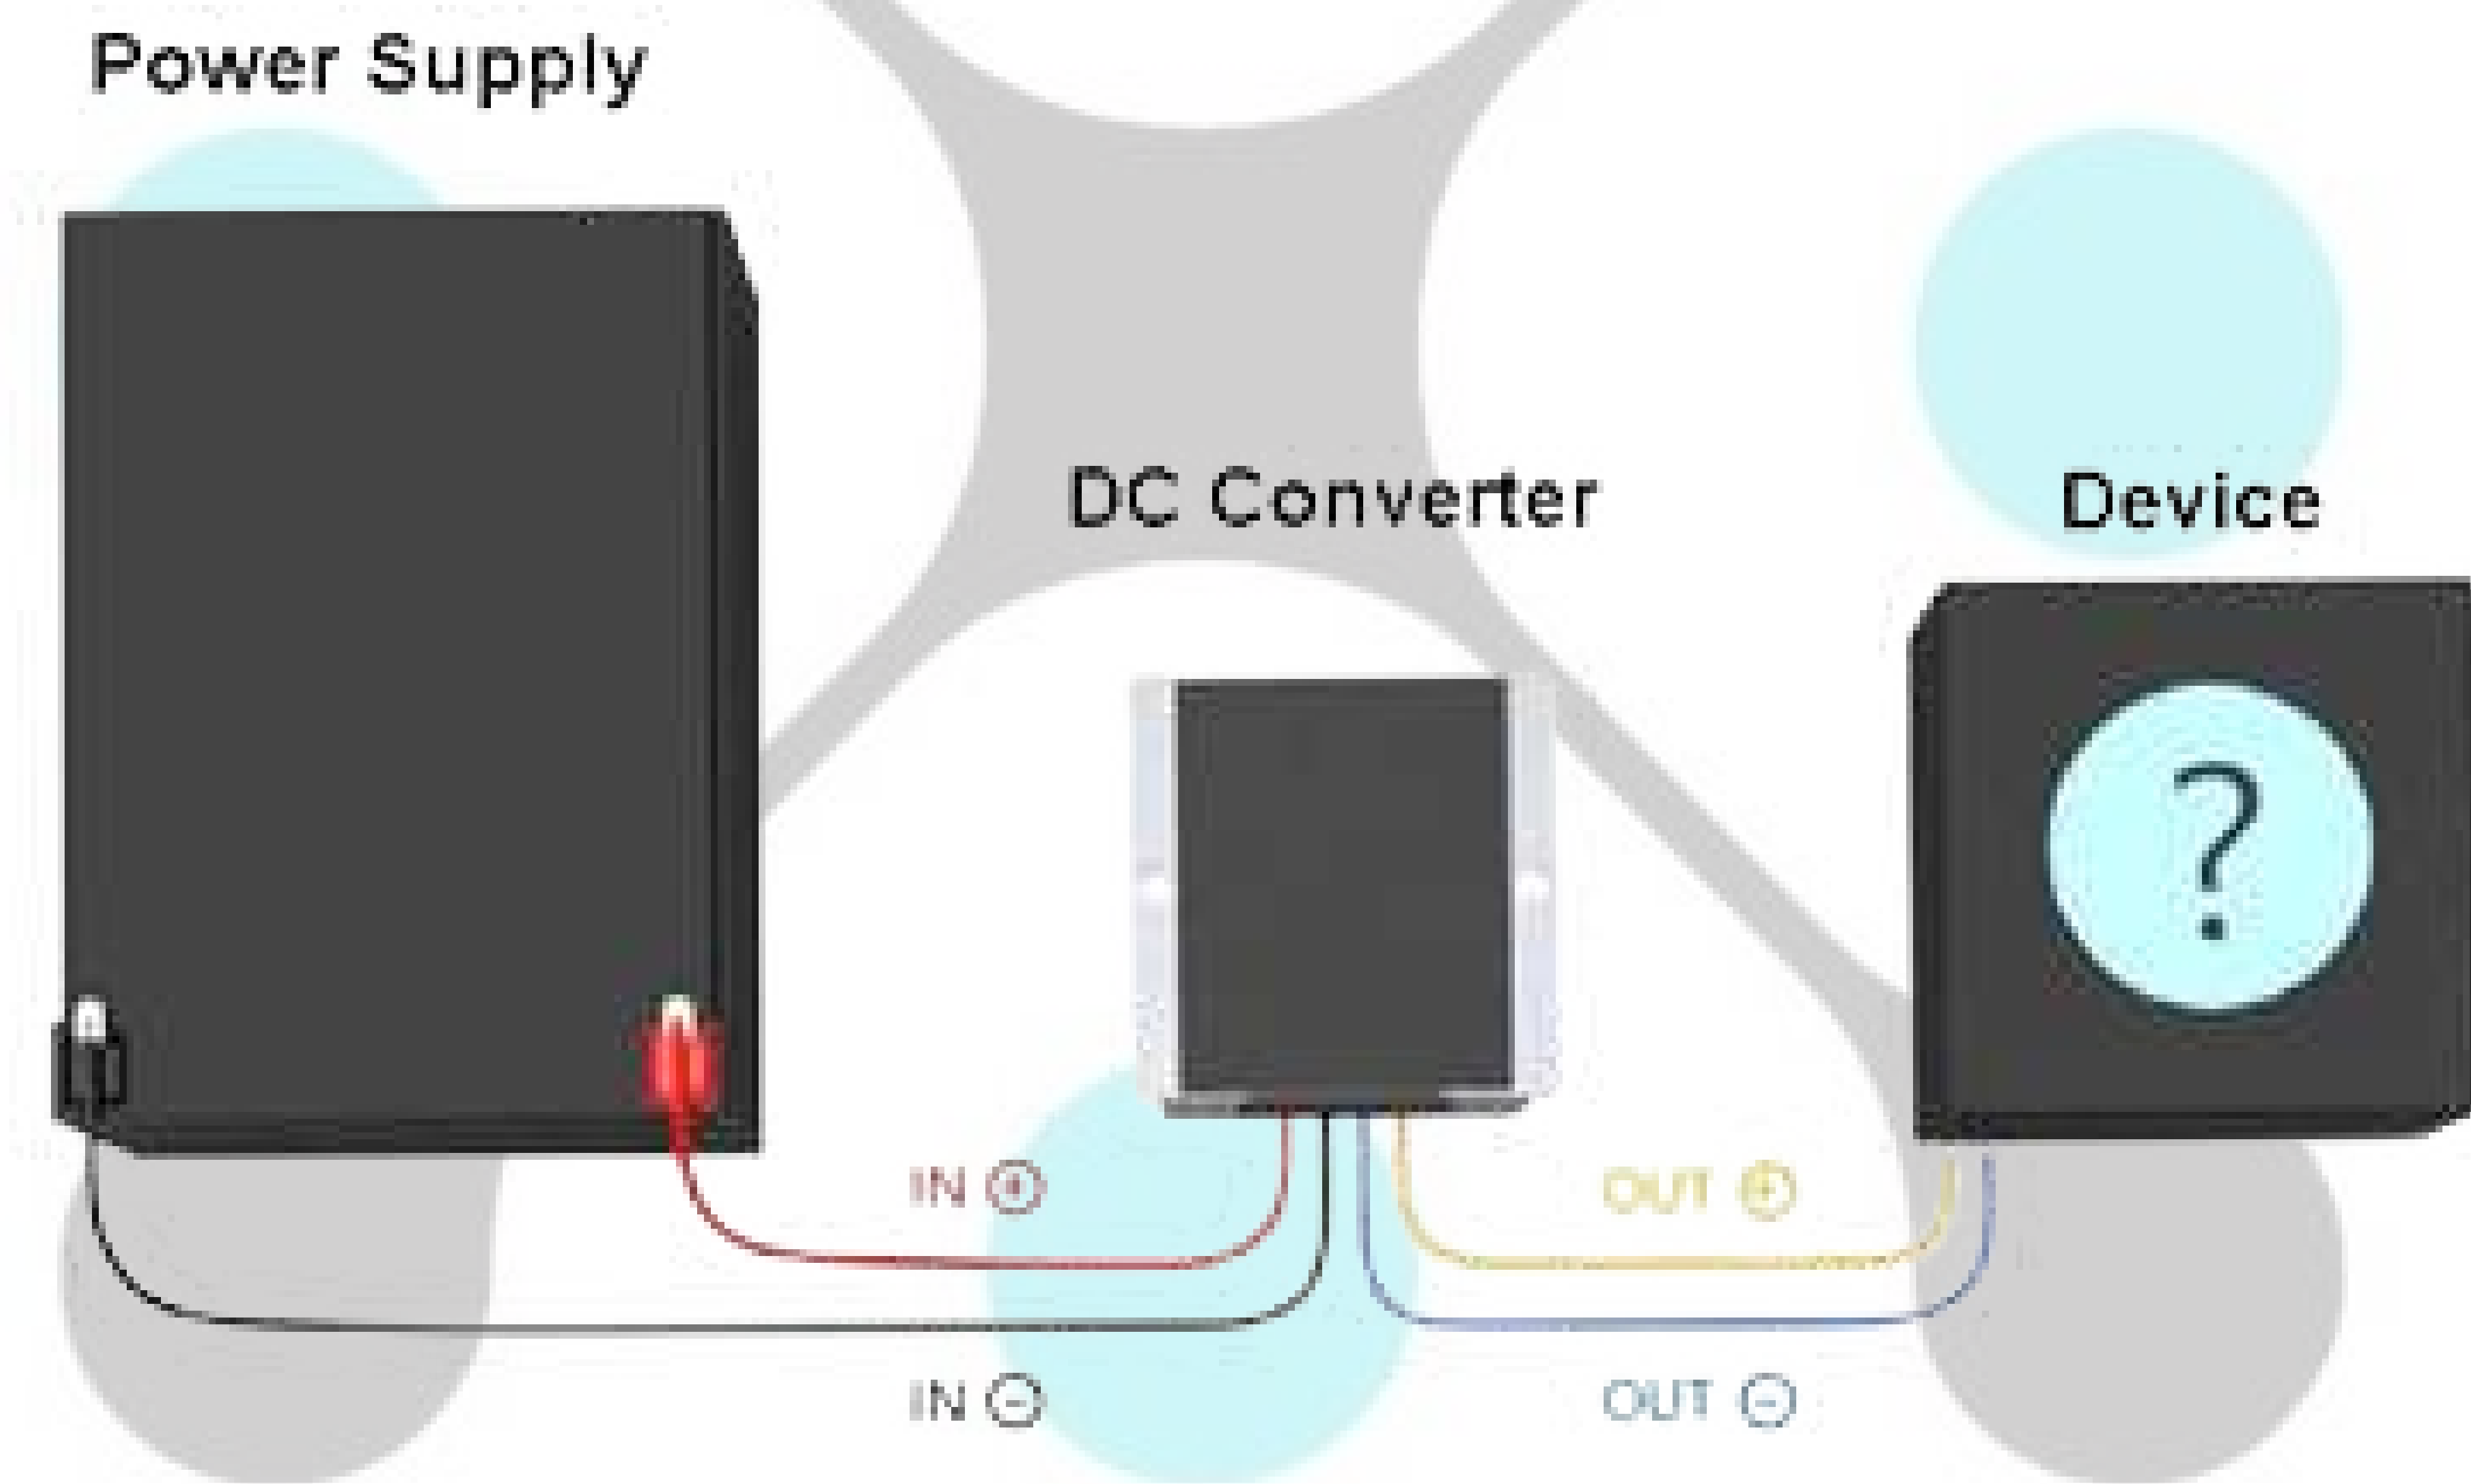 Power Supply
DC Converter
Device
?
IN +
OUT +
IN -
OUT -